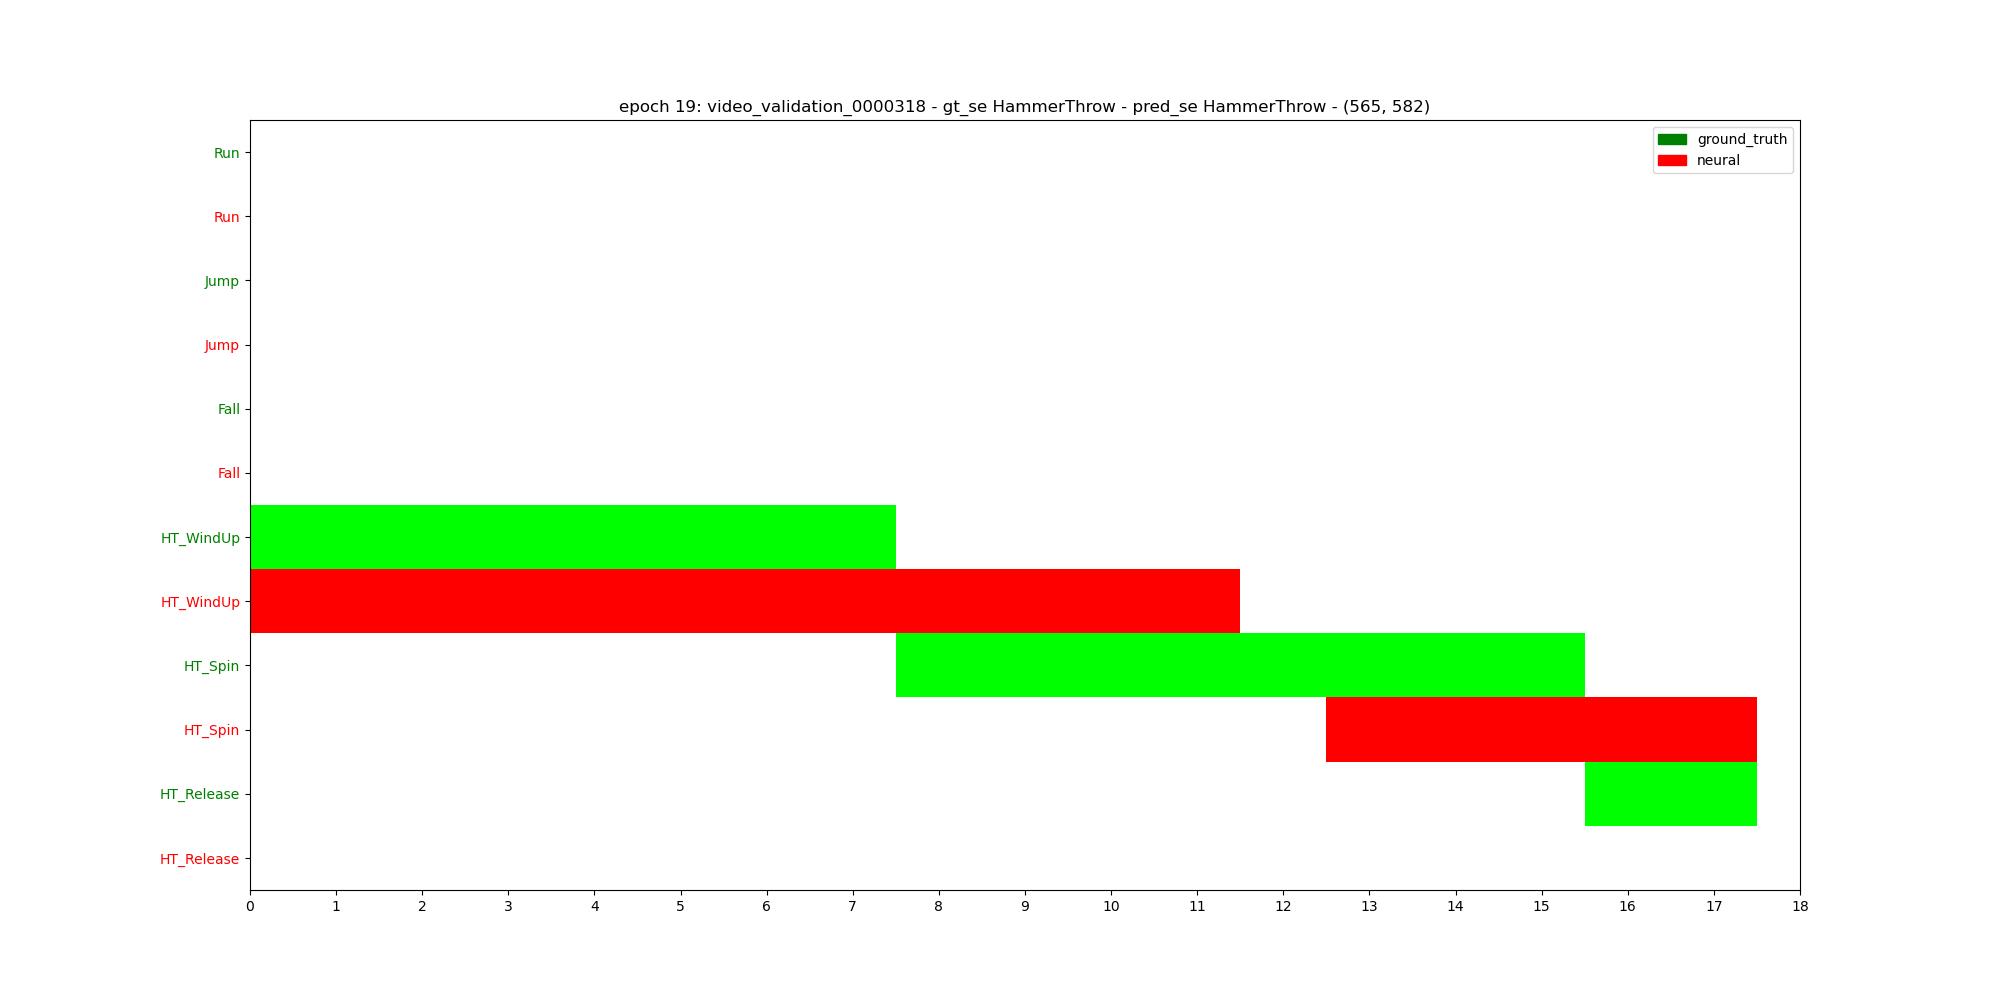 epoch 19: video_validation_0000318 - gt_se HammerThrow - pred_se HammerThrow - (565, 582)
ground_truth
neural
Run
Run
Jump
Jump
Fall
Fall
HT_WindUp
HT_WindUp
HT_Spin
HT_Spin
HT_Release
HT_Release
0 1 2 3 4 5 6 7 8 9 10 11 12 13 14 15 16 17 18